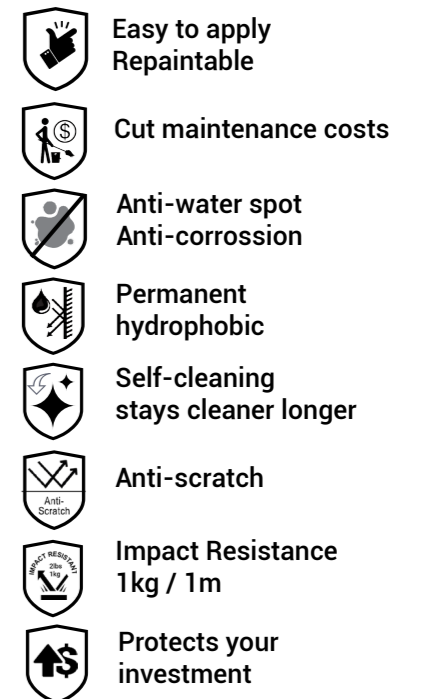 Easy to apply
Repaintable
$
Cut maintenance costs
Anti-water spot
Anti-corrossion
Permanent
hydrophobic
Self-cleaning
stays cleaner longer
Anti-
Scratch
Anti-scratch
IMPACT RESISTANT
2lbs
1kg
Impact Resistance
1kg / 1m
$
Protects your
investment